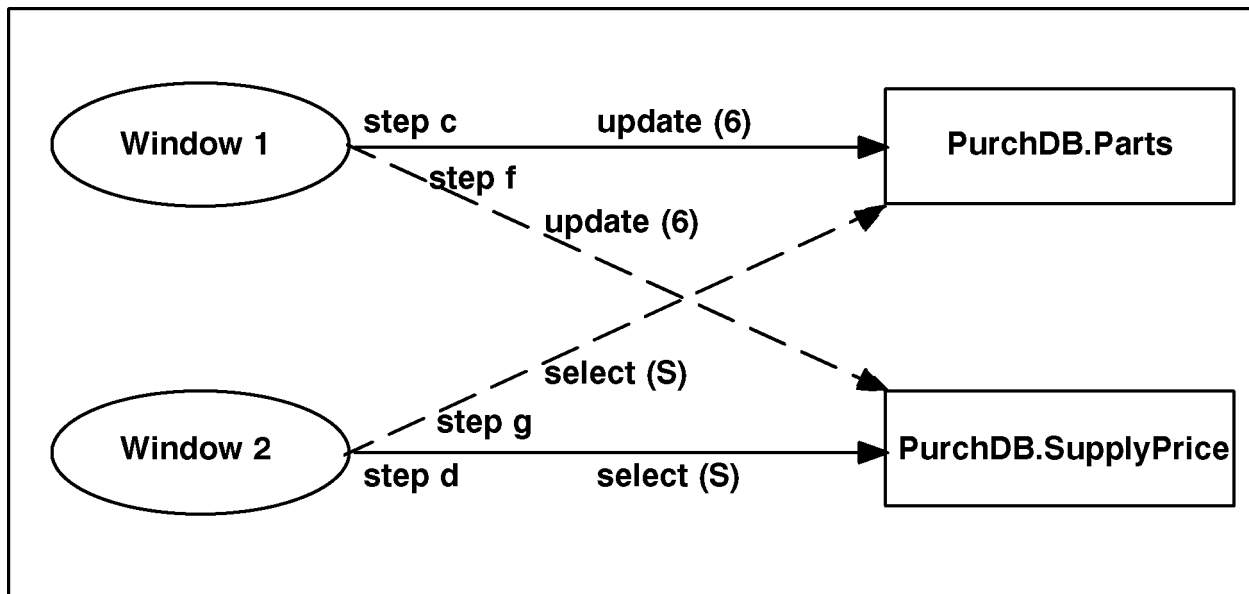 Window 1
step c
update (6)
PurchDB.Parts
step f
update (6)
select (S)
step g
Window 2
step d
select (S)
PurchDB.SupplyPrice